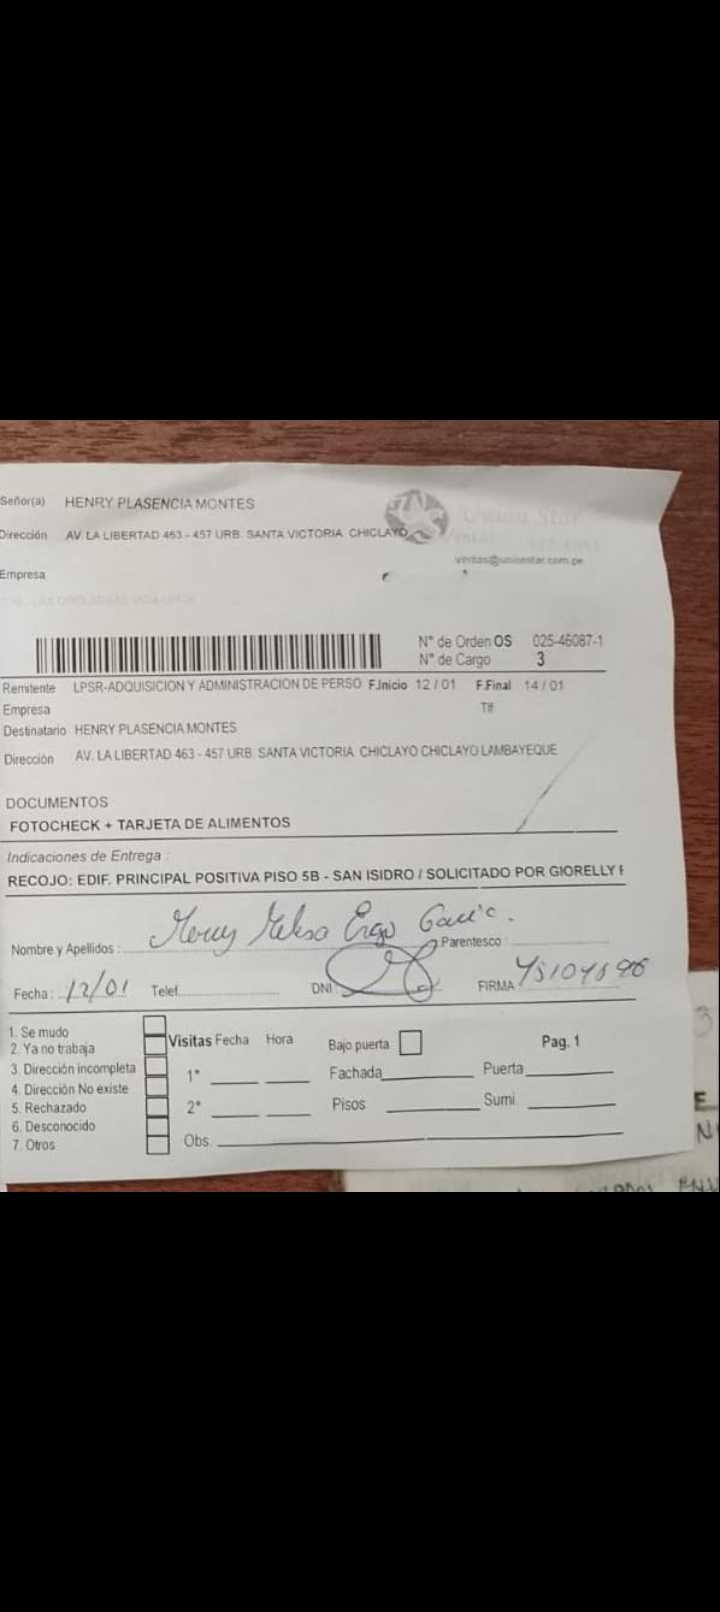 Señor(a) HENRY PLASENCIA MONTES
Dirección AV. LA LIBERTAD 463 - 457 URB. SANTA VICTORIA. CHICLAYO
Union Star
ventas@unionstar.com.pe
Empresa
N° de Orden OS 025-46087-1
N° de Cargo 3
Remitente LPSR-ADQUISICION Y ADMINISTRACION DE PERSO F.Inicio 12 / 01 F.Final 14 / 01
Empresa Tlf
Destinatario HENRY PLASENCIA MONTES
Dirección AV. LA LIBERTAD 463 - 457 URB. SANTA VICTORIA. CHICLAYO CHICLAYO LAMBAYEQUE
DOCUMENTOS
FOTOCHECK + TARJETA DE ALIMENTOS
Indicaciones de Entrega :
RECOJO: EDIF. PRINCIPAL POSITIVA PISO 5B - SAN ISIDRO / SOLICITADO POR GIORELLY
Nombre y Apellidos : Parentesco :
Fecha : 12/01 Telef. DNI : FIRMA
1. Se mudo
2. Ya no trabaja
3. Dirección incompleta
4. Dirección No existe
5. Rechazado
6. Desconocido
7. Otros
Visitas Fecha Hora Bajo puerta Pag. 1
1° Fachada Puerta
2° Pisos Sumi
Obs.